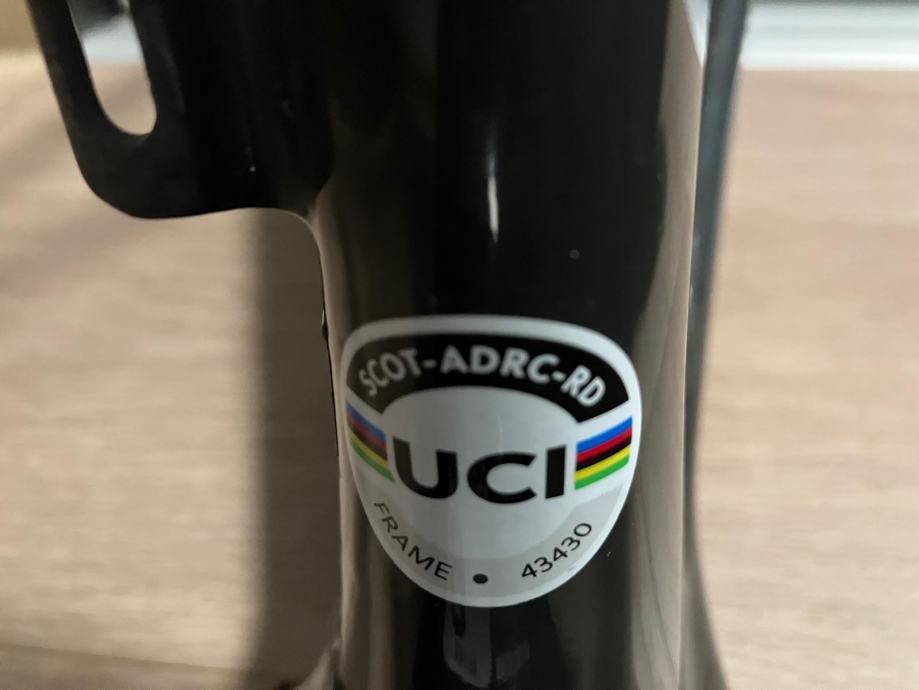 SCOT-ADRC-RD
UCI
FRAME • 43430